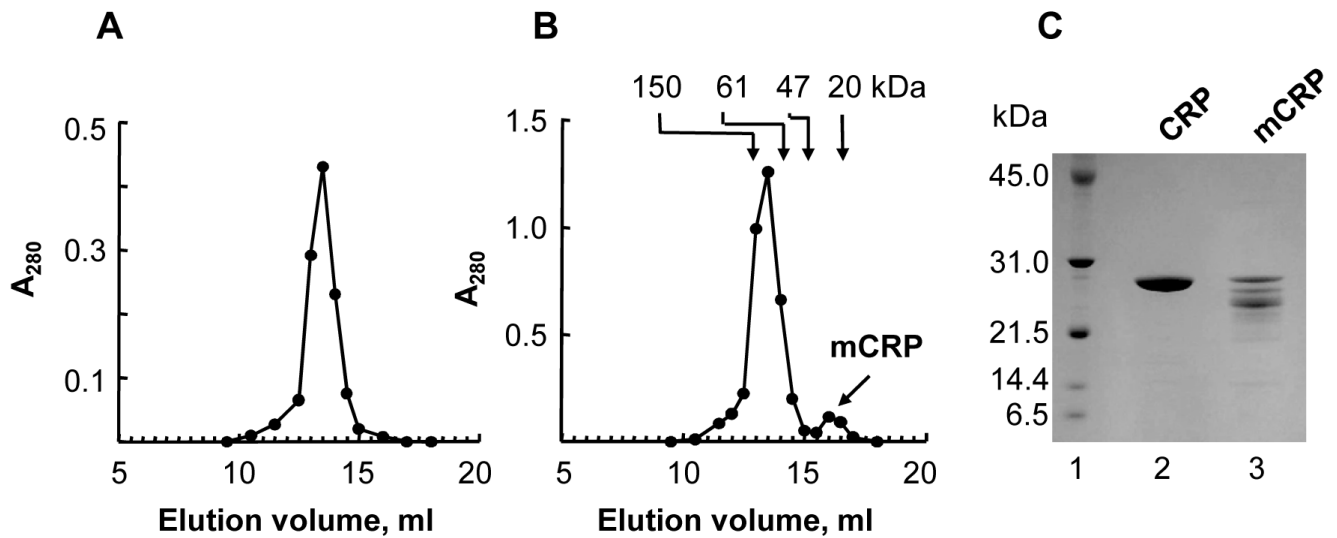 A
0.5
0.3
0.1
A280
5 10 15 20
Elution volume, ml
B
150 61 47 20 kDa
1.5
1.0
0.5
A280
mCRP
5 10 15 20
Elution volume, ml
C
kDa
CRP
mCRP
45.0
31.0
21.5
14.4
6.5
1 2 3